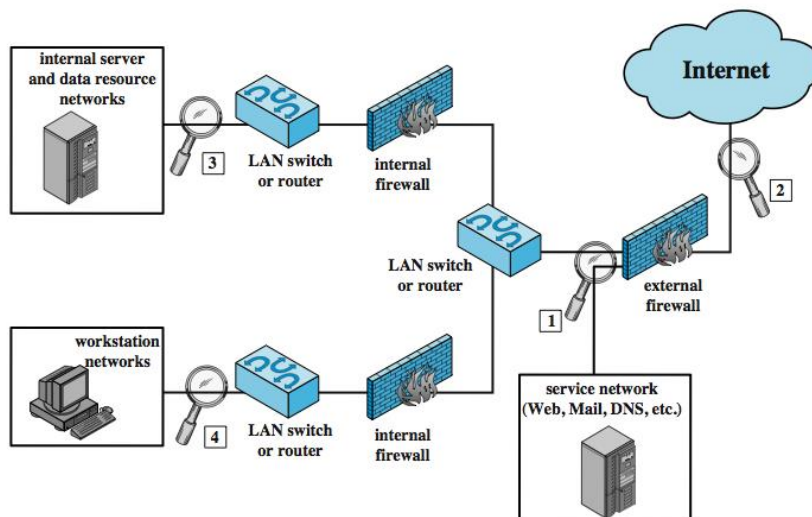 internal server
and data resource
networks
3
LAN switch
or router
internal
firewall
Internet
2
LAN switch
or router
1
external
firewall
workstation
networks
4
LAN switch
or router
internal
firewall
service network
(Web, Mail, DNS, etc.)